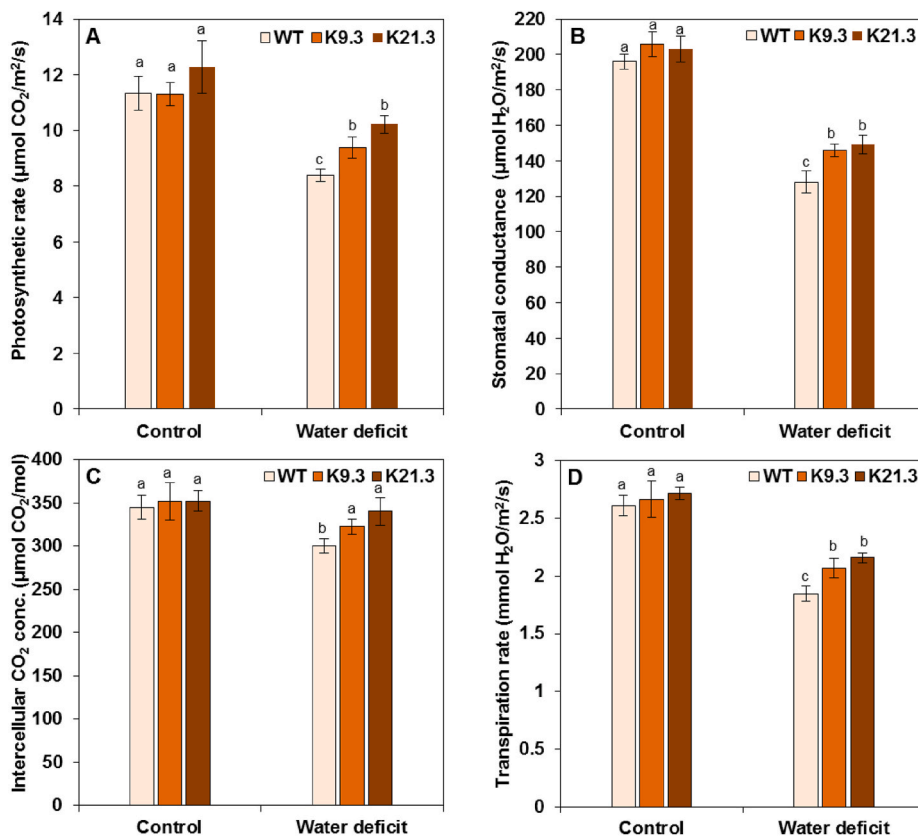 A
WT K9.3 K21.3
Photosynthetic rate (µmol CO₂/m²/s)
14
12
10
8
6
4
2
0
a
a
a
c
b
b
Control
Water deficit
B
WT K9.3 K21.3
Stomatal conductance (µmol H₂O/m²/s)
220
200
180
160
140
120
100
80
60
40
20
0
a
a
a
c
b
b
Control
Water deficit
C
WT K9.3 K21.3
Intercellular CO₂ conc. (µmol CO₂/mol)
400
350
300
250
200
150
100
50
0
a
a
a
b
a
a
Control
Water deficit
D
WT K9.3 K21.3
Transpiration rate (mmol H₂O/m²/s)
3
2.5
2
1.5
1
0.5
0
a
a
a
c
b
b
Control
Water deficit